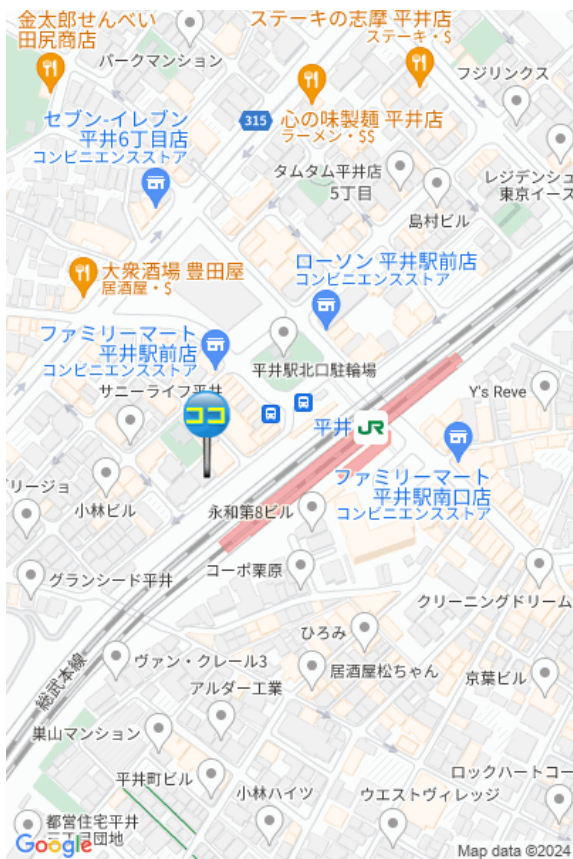 金太郎せんべい
田尻商店
パークマンション
ステーキの志摩 平井店
ステーキ・$
フジリンクス
セブン-イレブン
平井6丁目店
コンビニエンスストア
315
心の味製麺 平井店
ラーメン・$$
タムタム平井店
5丁目
レジデンシ
東京イース
島村ビル
大衆酒場 豊田屋
居酒屋・$
ローソン 平井駅前店
コンビニエンスストア
ファミリーマート
平井駅前店
コンビニエンスストア
平井駅北口駐輪場
サニーライフ平井
Y's Reve
ココ
平井
JR
ファミリーマート
平井駅南口店
コンビニエンスストア
ブリージョ
小林ビル
永和第8ビル
グランシード平井
コーポ栗原
クリーニングドリーム
ひろみ
ヴァン・クレール3
居酒屋松ちゃん
京葉ビル
総武本線
アルダー工業
巣山マンション
平井町ビル
ロックハートコー
小林ハイツ
ウエストヴィレッジ
都営住宅平井
三丁目団地
Google
Map data ©2024